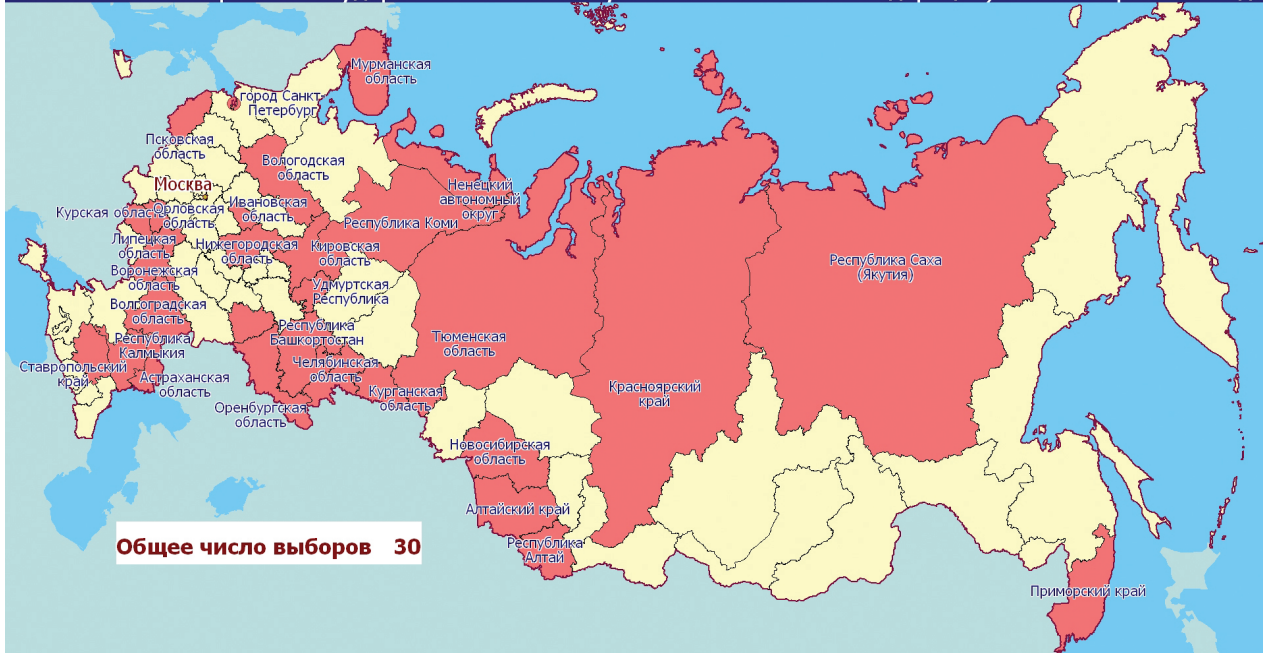 Мурманская
область
город Санкт-
Петербург
Псковская
область
Вологодская
область
Москва
Ненецкий
автономный
округ
Курская область
Орловская
область
Ивановская
область
Республика Коми
Липецкая
область
Нижегородская
область
Кировская
область
Воронежская
область
Удмуртская
Республика
Республика Саха
(Якутия)
Волгоградская
область
Республика
Башкортостан
Республика
Калмыкия
Тюменская
область
Ставропольский
край
Астраханская
область
Челябинская
область
Курганская
область
Красноярский
край
Оренбургская
область
Новосибирская
область
Алтайский край
Общее число выборов 30
Республика
Алтай
Приморский край